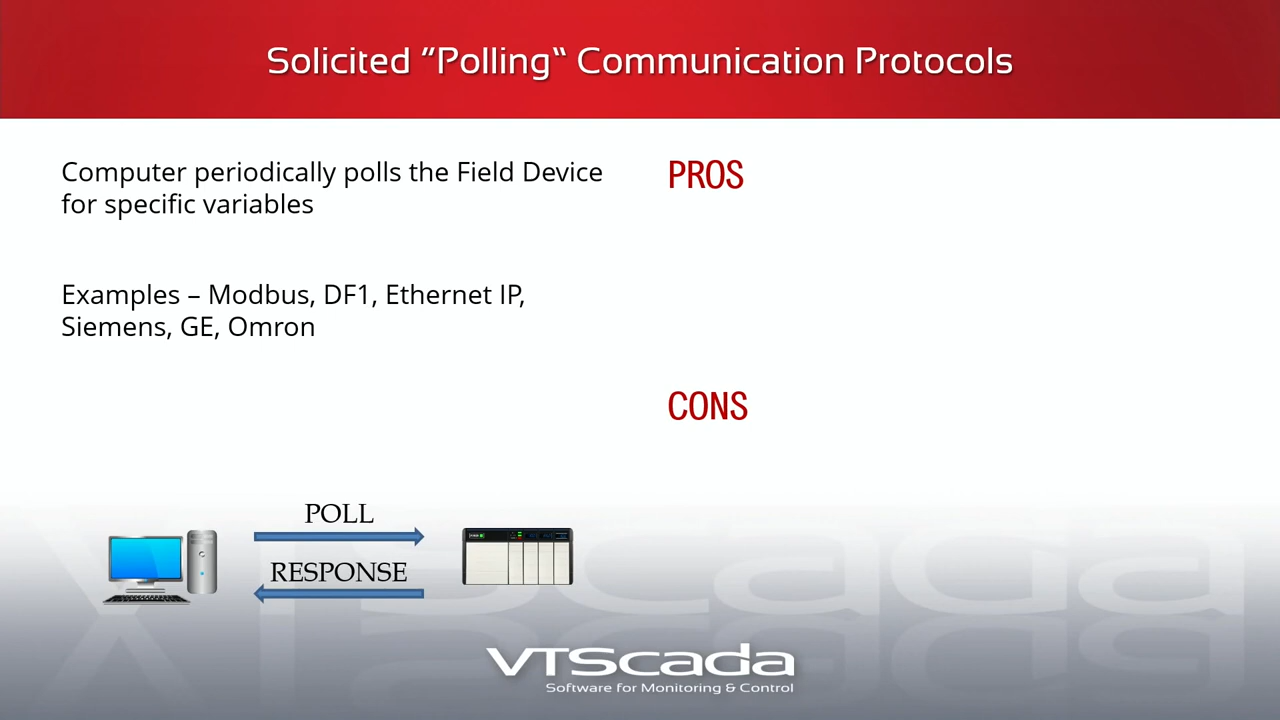 Solicited “Polling“ Communication Protocols
Computer periodically polls the Field Device
for specific variables
Examples – Modbus, DF1, Ethernet IP,
Siemens, GE, Omron
PROS
CONS
POLL
RESPONSE
VTScada
Software for Monitoring & Control